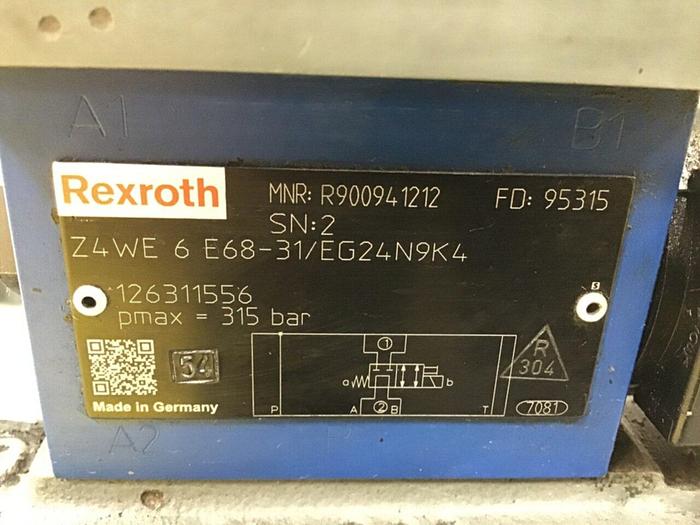 A1 B1
Rexroth MNR: R900941212 FD: 95315
SN:2
Z4WE 6 E68-31/EG24N9K4
126311556
pmax = 315 bar
S
54
1
a b
2
P A B T
R
304
Made in Germany
7081
A2